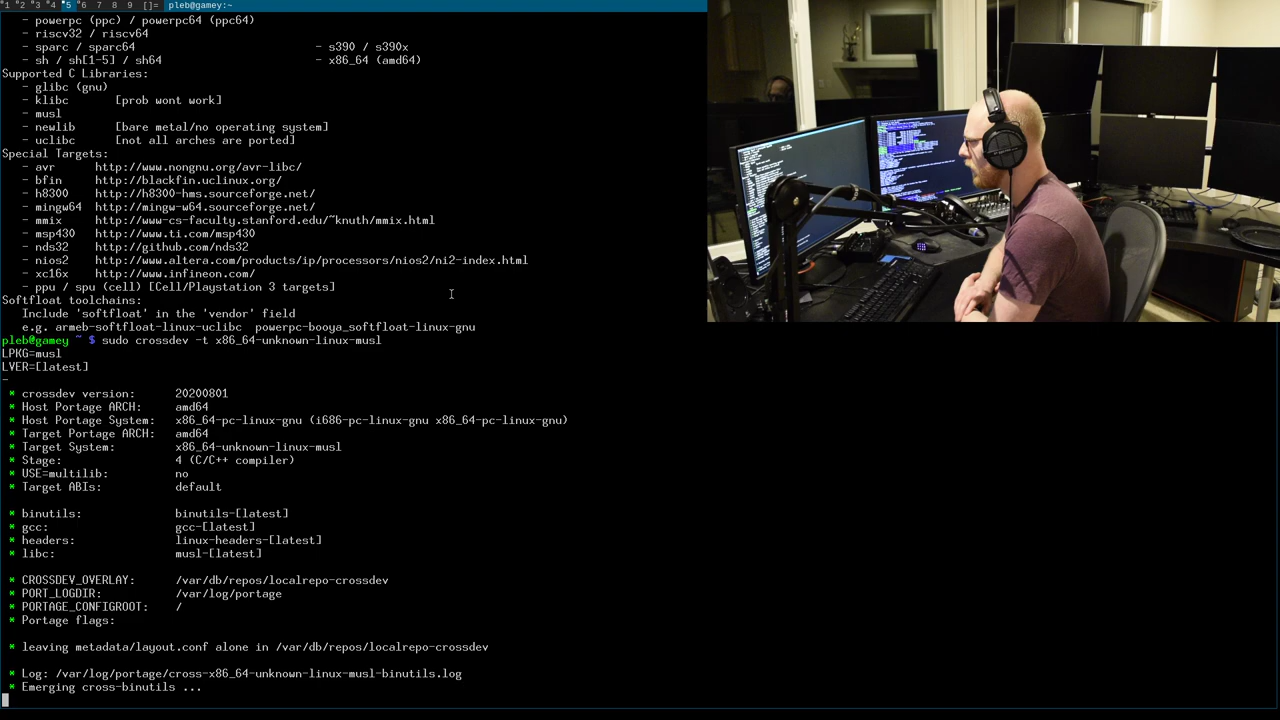 1 2 3 4 5 6 7 8 9 []= pleb@gamey:~
- powerpc (ppc) / powerpc64 (ppc64)
- riscv32 / riscv64
- sparc / sparc64 - s390 / s390x
- sh / sh[1-5] / sh64 - x86_64 (amd64)
Supported C Libraries:
- glibc (gnu)
- klibc [prob wont work]
- musl
- newlib [bare metal/no operating system]
- uclibc [not all arches are ported]
Special Targets:
- avr http://www.nongnu.org/avr-libc/
- bfin http://blackfin.uclinux.org/
- h8300 http://h8300-hms.sourceforge.net/
- mingw64 http://mingw-w64.sourceforge.net/
- mmix http://www-cs-faculty.stanford.edu/~knuth/mmix.html
- msp430 http://www.ti.com/msp430
- nds32 http://github.com/nds32
- nios2 http://www.altera.com/products/ip/processors/nios2/ni2-index.html
- xc16x http://www.infineon.com/
- ppu / spu (cell) [Cell/Playstation 3 targets]
Softfloat toolchains:
Include 'softfloat' in the 'vendor' field
e.g. armeb-softfloat-linux-uclibc powerpc-booya_softfloat-linux-gnu
pleb@gamey ~ $ sudo crossdev -t x86_64-unknown-linux-musl
LPKG=musl
LVER=[latest]
-
* crossdev version: 20200801
* Host Portage ARCH: amd64
* Host Portage System: x86_64-pc-linux-gnu (i686-pc-linux-gnu x86_64-pc-linux-gnu)
* Target Portage ARCH: amd64
* Target System: x86_64-unknown-linux-musl
* Stage: 4 (C/C++ compiler)
* USE=multilib: no
* Target ABIs: default
* binutils: binutils-[latest]
* gcc: gcc-[latest]
* headers: linux-headers-[latest]
* libc: musl-[latest]
* CROSSDEV_OVERLAY: /var/db/repos/localrepo-crossdev
* PORT_LOGDIR: /var/log/portage
* PORTAGE_CONFIGROOT: /
* Portage flags:
* leaving metadata/layout.conf alone in /var/db/repos/localrepo-crossdev
* Log: /var/log/portage/cross-x86_64-unknown-linux-musl-binutils.log
* Emerging cross-binutils ...